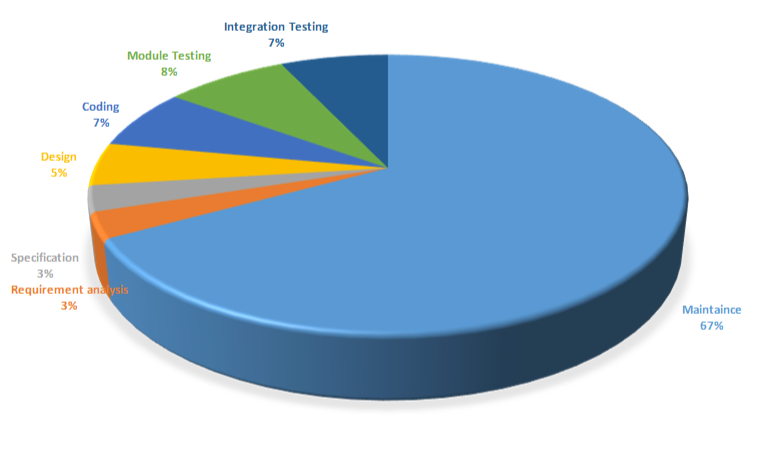 Integration Testing
7%
Module Testing
8%
Coding
7%
Design
5%
Specification
3%
Requirement analysis
3%
Maintaince
67%